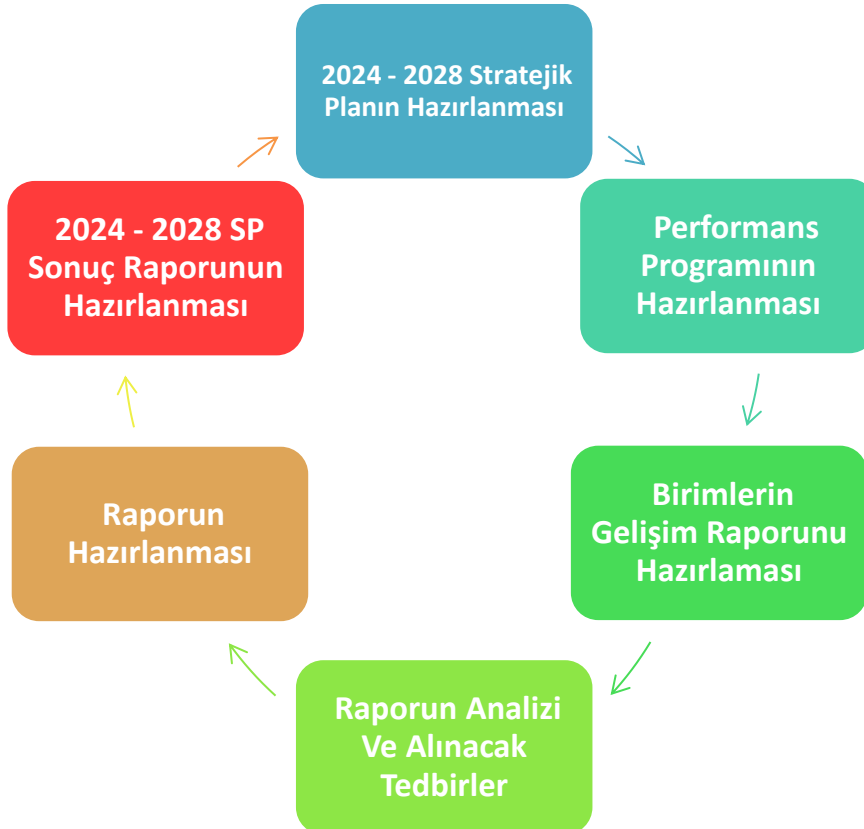 2024 - 2028 Stratejik
Planın Hazırlanması
Performans
Programının
Hazırlanması
Birimlerin
Gelişim Raporunu
Hazırlaması
Raporun Analizi
Ve Alınacak
Tedbirler
Raporun
Hazırlanması
2024 - 2028 SP
Sonuç Raporunun
Hazırlanması